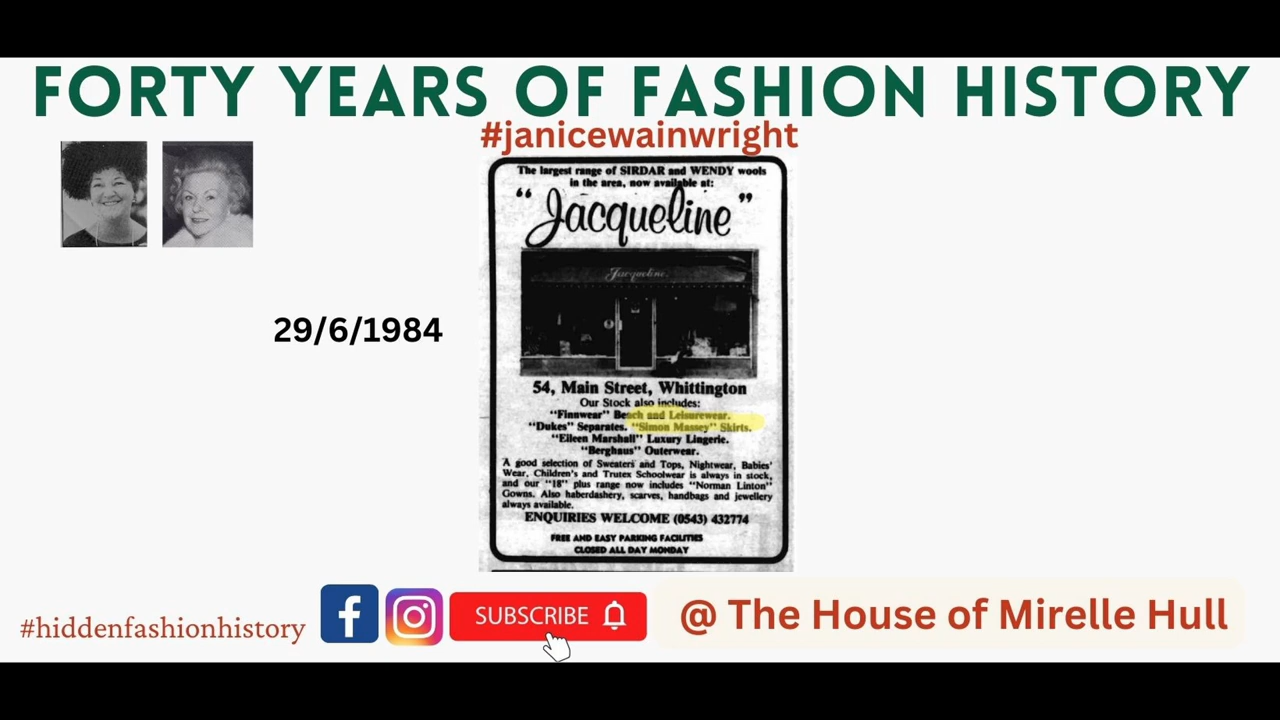 FORTY YEARS OF FASHION HISTORY
#janicewainwright
The largest range of SIRDAR and WENDY wools
in the area, now available at:
"Jacqueline"
Jacqueline
29/6/1984
54, Main Street, Whittington
Our Stock also includes:
"Finnwear" Beach and Leisurewear.
"Dukes" Separates. "Simon Massey" Skirts.
"Eileen Marshall" Luxury Lingerie.
"Berghaus" Outerwear.
A good selection of Sweaters and Tops, Nightwear, Babies'
Wear, Children's and Trutex Schoolwear is always in stock,
and our "18" plus range now includes "Norman Linton"
Gowns. Also haberdashery, scarves, handbags and jewellery
always available.
ENQUIRIES WELCOME (0543) 432774
FREE AND EASY PARKING FACILITIES
CLOSED ALL DAY MONDAY
#hiddenfashionhistory
SUBSCRIBE
@ The House of Mirelle Hull